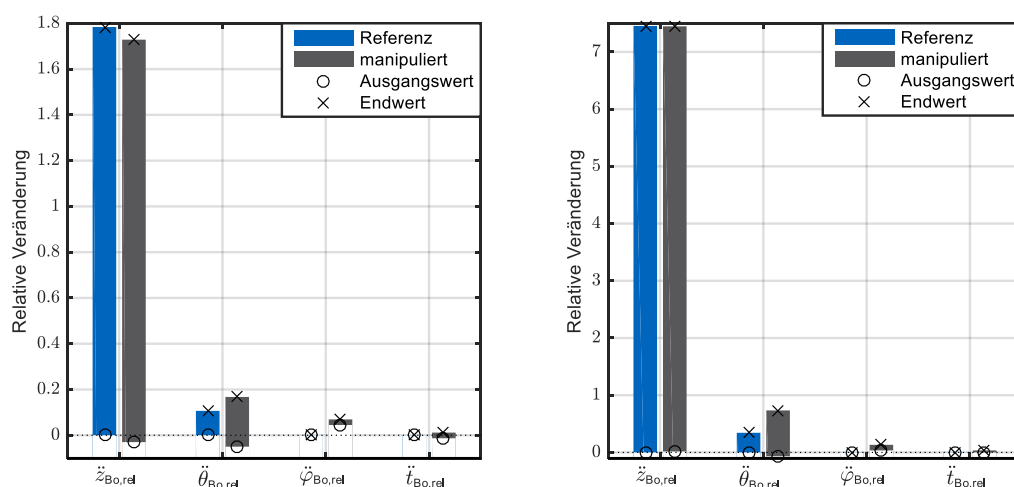 Relative Veränderung
1.8
1.6
1.4
1.2
1
0.8
0.6
0.4
0.2
0
Referenz
manipuliert
Ausgangswert
Endwert
z̈Bo,rel
θ̈Bo,rel
φ̈Bo,rel
ẗBo,rel
Relative Veränderung
7
6
5
4
3
2
1
0
Referenz
manipuliert
Ausgangswert
Endwert
z̈Bo,rel
θ̈Bo,rel
φ̈Bo,rel
ẗBo,rel